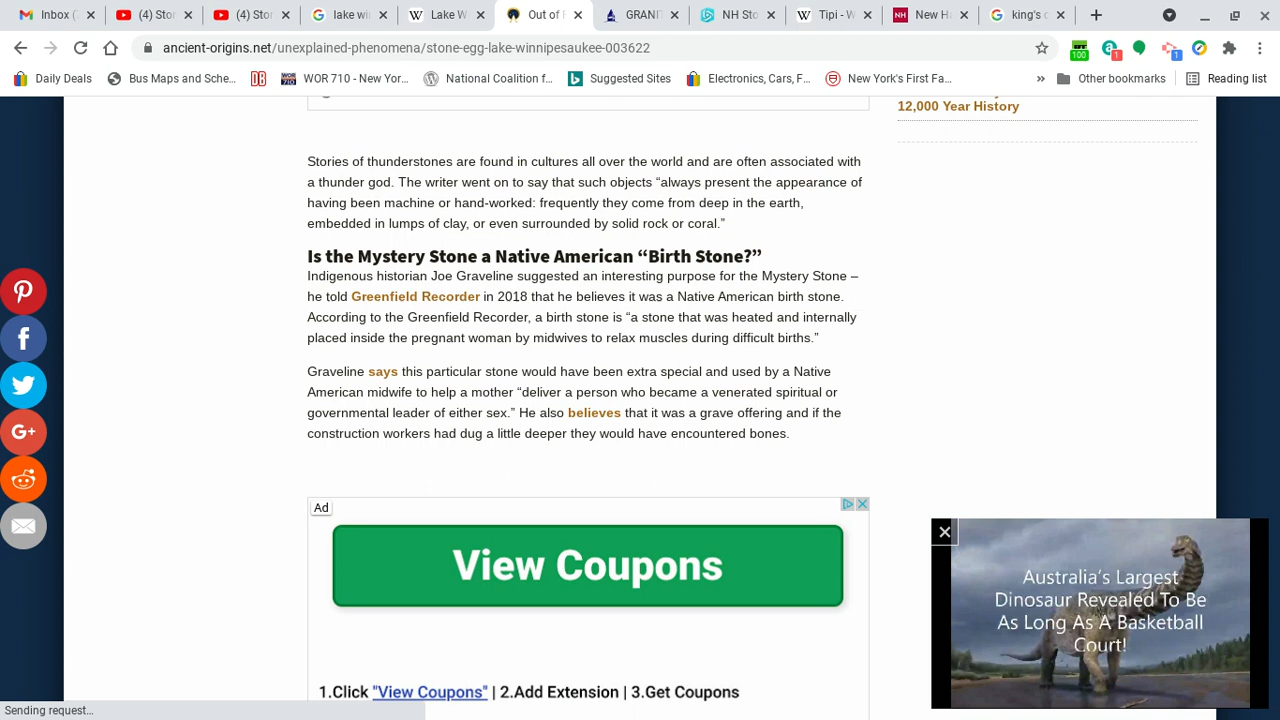 Inbox (
(4) Stor
(4) Stor
lake win
Lake W
Out of P
GRANIT
NH Sto
Tipi - W
New H
king's c
ancient-origins.net/unexplained-phenomena/stone-egg-lake-winnipesaukee-003622
100
1
1
Daily Deals
Bus Maps and Sche...
WOR 710 - New Yor...
National Coalition f...
Suggested Sites
Electronics, Cars, F...
New York's First Fa...
»
Other bookmarks
Reading list
12,000 Year History
Stories of thunderstones are found in cultures all over the world and are often associated with
a thunder god. The writer went on to say that such objects “always present the appearance of
having been machine or hand-worked: frequently they come from deep in the earth,
embedded in lumps of clay, or even surrounded by solid rock or coral.”
Is the Mystery Stone a Native American “Birth Stone?”
Indigenous historian Joe Graveline suggested an interesting purpose for the Mystery Stone –
he told Greenfield Recorder in 2018 that he believes it was a Native American birth stone.
According to the Greenfield Recorder, a birth stone is “a stone that was heated and internally
placed inside the pregnant woman by midwives to relax muscles during difficult births.”
Graveline says this particular stone would have been extra special and used by a Native
American midwife to help a mother “deliver a person who became a venerated spiritual or
governmental leader of either sex.” He also believes that it was a grave offering and if the
construction workers had dug a little deeper they would have encountered bones.
Ad
View Coupons
1.Click "View Coupons" | 2.Add Extension | 3.Get Coupons
Australia's Largest
Dinosaur Revealed To Be
As Long As A Basketball
Court!
Sending request...